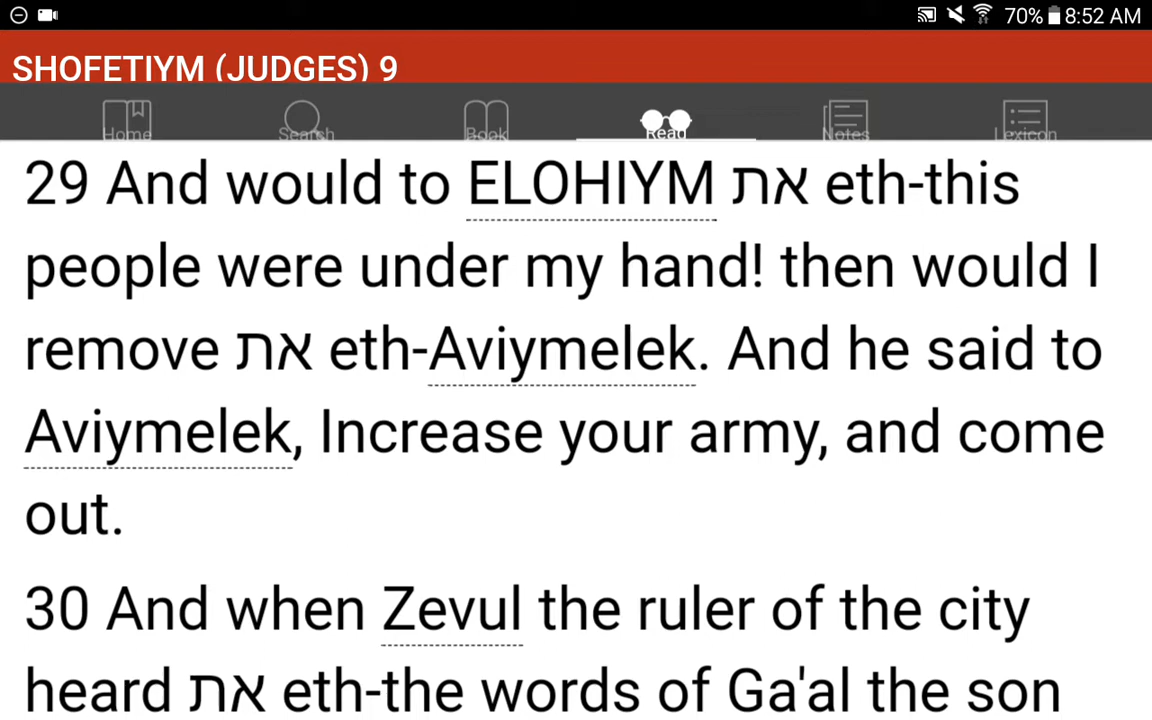 70% 8:52 AM
SHOFETIYM (JUDGES) 9
Home Search Book Read Notes Lexicon
29 And would to ELOHIYM את eth-this
people were under my hand! then would I
remove את eth-Aviymelek. And he said to
Aviymelek, Increase your army, and come
out.
30 And when Zevul the ruler of the city
heard את eth-the words of Ga'al the son